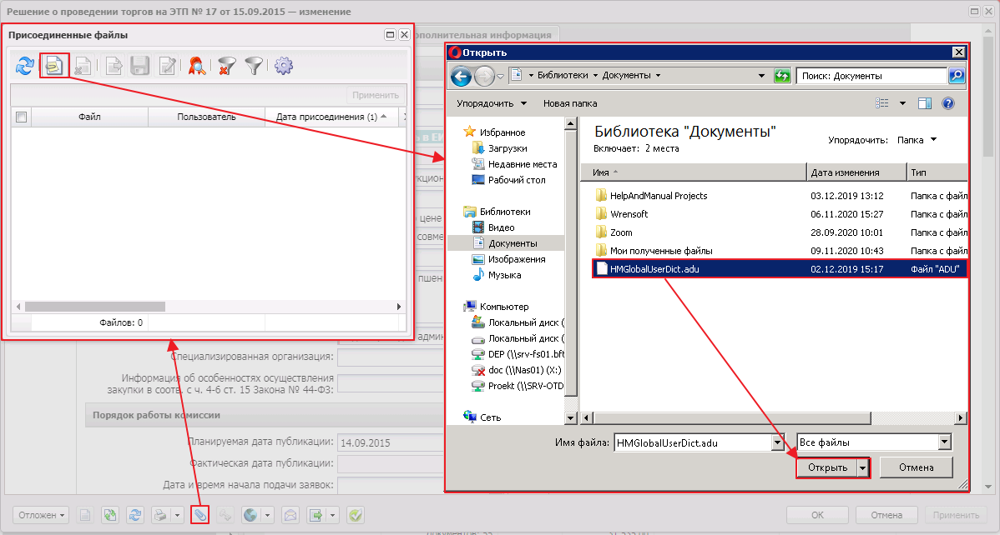 Решение о проведении торгов на ЭТП № 17 от 15.09.2015 — изменение
Присоединенные файлы
Применить
Файл Пользователь Дата присоединения (1)
Файлов: 0
ополнительная информация
ь в ЕИ
укцион
цене
совме
пшен
админ
Специализированная организация:
Информация об особенностях осуществления
закупки в соотв. с ч. 4-6 ст. 15 Закона № 44-ФЗ:
Порядок работы комиссии
Планируемая дата публикации: 14.09.2015
Фактическая дата публикации:
Дата и время начала подачи заявок:
Отложен
OK Отмена Применить
Открыть
Библиотеки Документы
Поиск: Документы
Упорядочить Новая папка
Избранное
Загрузки
Недавние места
Рабочий стол
Библиотеки
Видео
Документы
Изображения
Музыка
Компьютер
Локальный диск (
Локальный диск (
DEP (\\srv-fs01.bft
doc (\\Nas01) (X:)
Proekt (\\SRV-OTD
Сеть
Библиотека "Документы"
Включает: 2 места
Упорядочить: Папка
Имя Дата изменения Тип
HelpAndManual Projects 03.12.2019 13:12 Папка с файл
Wrensoft 06.11.2020 15:27 Папка с файл
Zoom 28.09.2020 10:01 Папка с файл
Мои полученные файлы 09.11.2020 10:43 Папка с файл
HMGlobalUserDict.adu 02.12.2019 15:17 Файл "ADU"
Имя файла: HMGlobalUserDict.adu Все файлы
Открыть Отмена